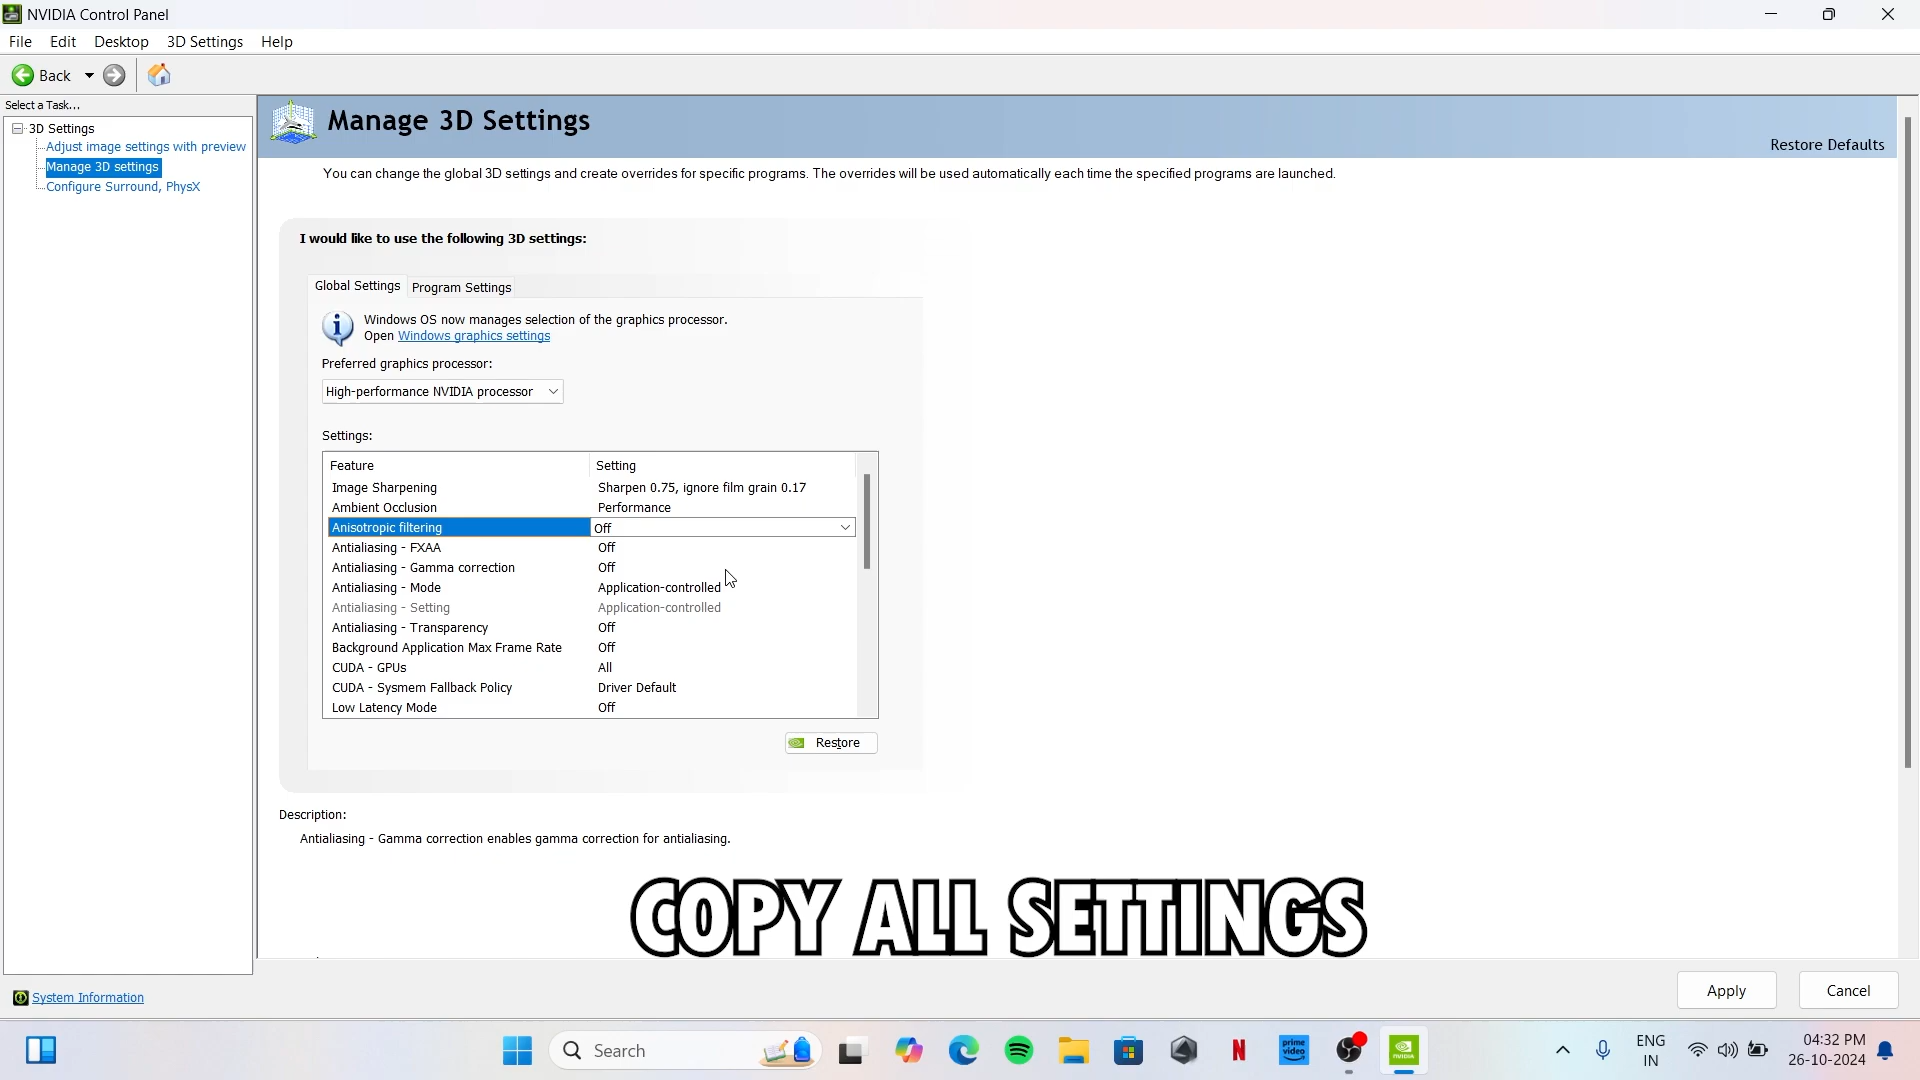 NVIDIA Control Panel
File Edit Desktop 3D Settings Help
Back
Select a Task...
3D Settings
Adjust image settings with preview
Manage 3D settings
Configure Surround, PhysX
Manage 3D Settings
Restore Defaults
You can change the global 3D settings and create overrides for specific programs. The overrides will be used automatically each time the specified programs are launched.
I would like to use the following 3D settings:
Global Settings Program Settings
Windows OS now manages selection of the graphics processor.
Open Windows graphics settings
Preferred graphics processor:
High-performance NVIDIA processor
Settings:
Feature Setting
Image Sharpening Sharpen 0.75, ignore film grain 0.17
Ambient Occlusion Performance
Anisotropic filtering Off
Antialiasing - FXAA Off
Antialiasing - Gamma correction Off
Antialiasing - Mode Application-controlled
Antialiasing - Setting Application-controlled
Antialiasing - Transparency Off
Background Application Max Frame Rate Off
CUDA - GPUs All
CUDA - Sysmem Fallback Policy Driver Default
Low Latency Mode Off
Restore
Description:
Antialiasing - Gamma correction enables gamma correction for antialiasing.
COPY ALL SETTINGS
System Information
Apply Cancel
Search
prime video
N
NVIDIA
ENG
IN
04:32 PM
26-10-2024